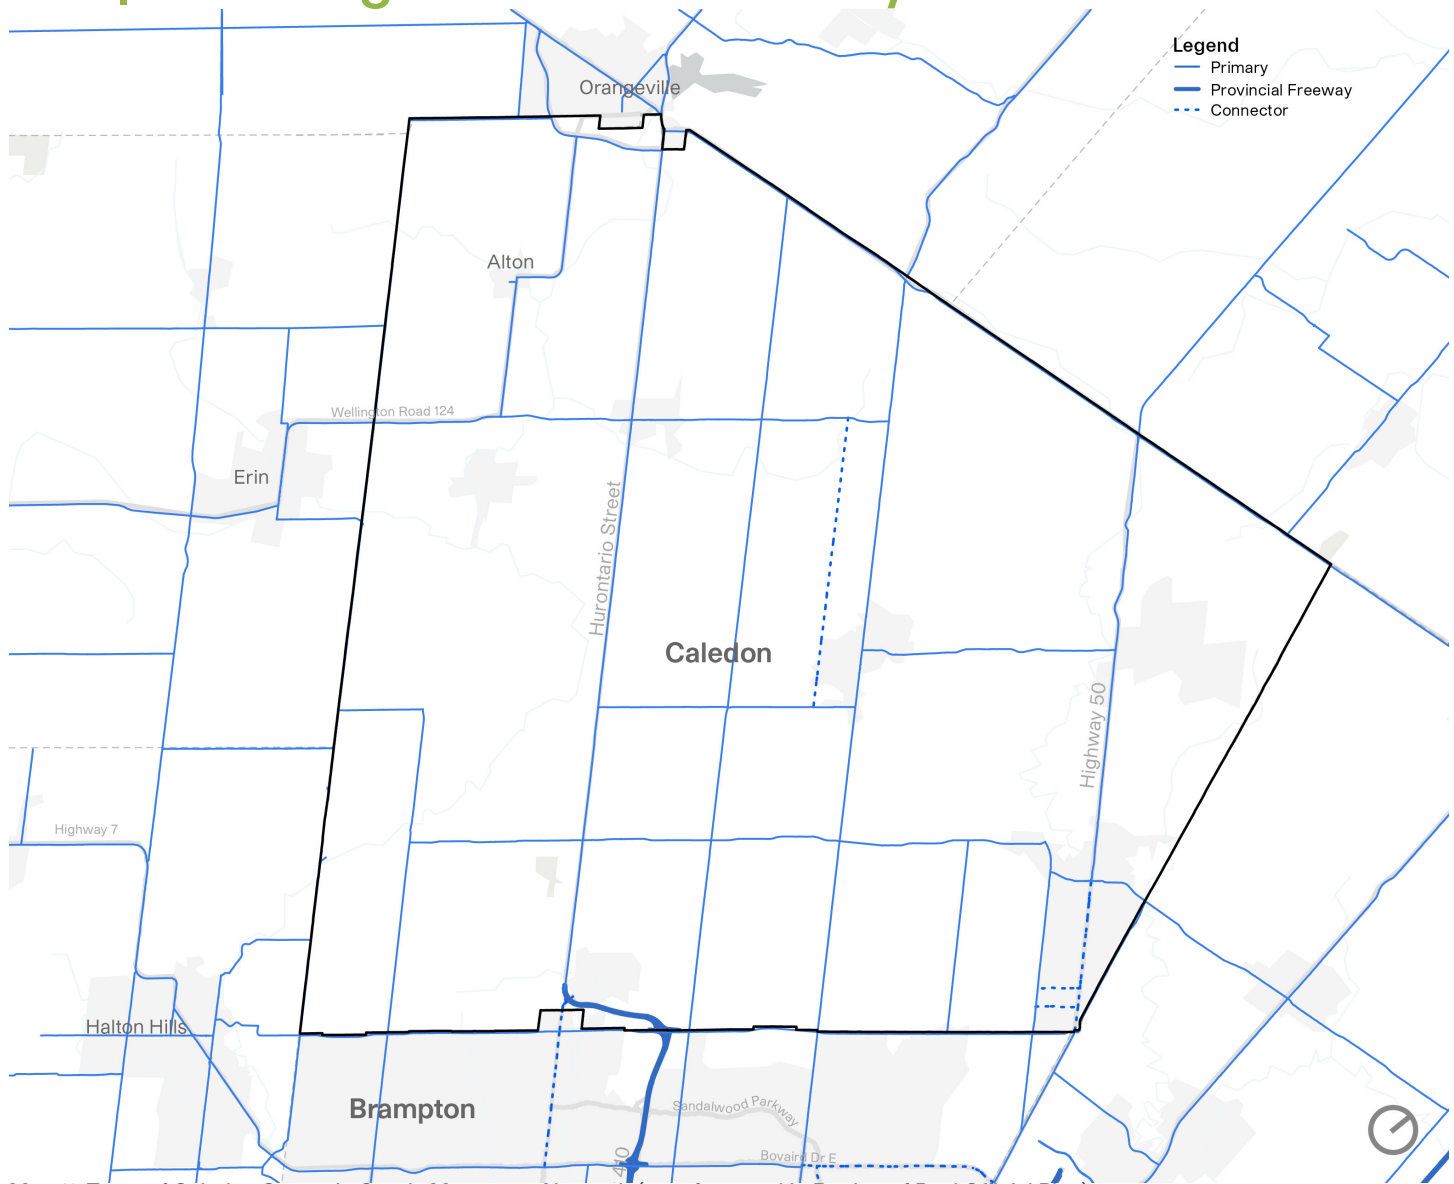 Legend
Primary
Provincial Freeway
Connector
Orangeville
Alton
Wellington Road 124
Erin
Hurontario Street
Caledon
Highway 50
Highway 7
Halton Hills
Brampton
Sandalwood Parkway
Bovaird Dr E
410